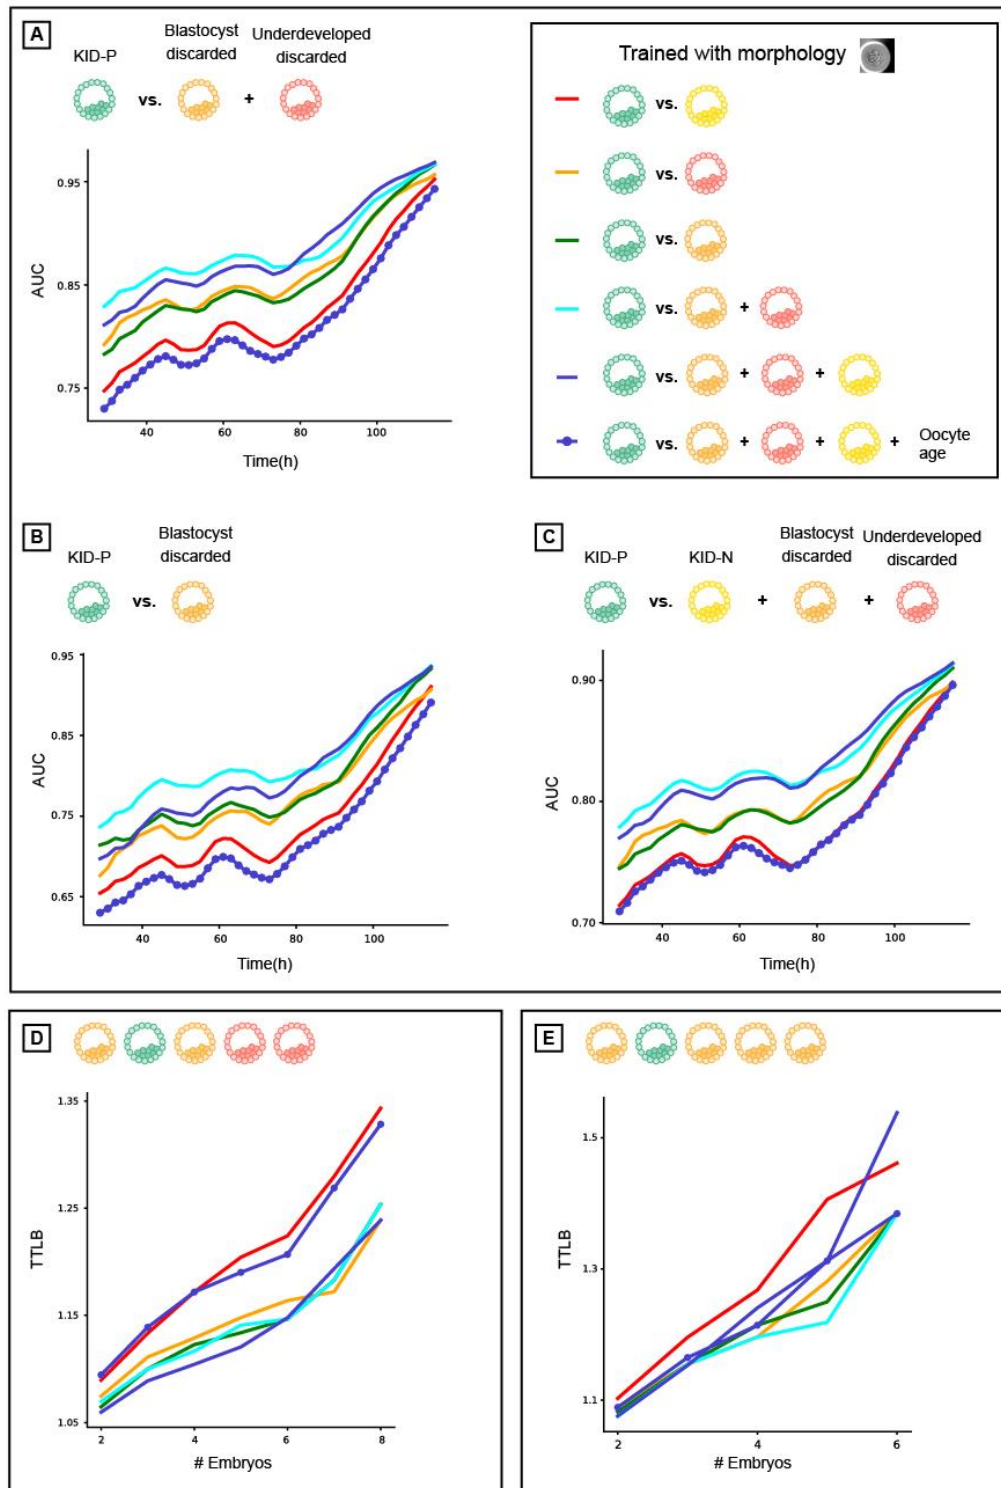 A
KID-P
vs.
Blastocyst
discarded
+
Underdeveloped
discarded
0.95
0.85
0.75
AUC
40
60
80
100
Time(h)
Trained with morphology
vs.
vs.
vs.
vs. +
vs. + +
vs. + + + Oocyte
age
B
KID-P
vs.
Blastocyst
discarded
0.95
0.85
0.75
0.65
AUC
40
60
80
100
Time(h)
C
KID-P
vs.
KID-N
+
Blastocyst
discarded
+
Underdeveloped
discarded
0.90
0.80
0.70
AUC
40
60
80
100
Time(h)
D
1.35
1.25
1.15
1.05
TTLB
2
4
6
8
# Embryos
E
1.5
1.3
1.1
TTLB
2
4
6
# Embryos